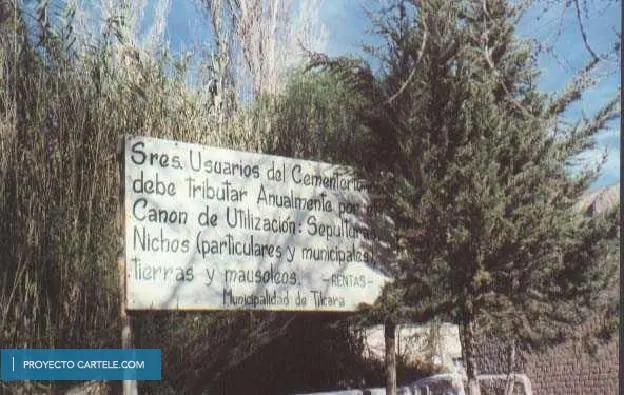 Sres. Usuarios del Cementerio
debe Tributar Anualmente por
Canon de Utilización: Sepulturas
Nichos (particulares y municipales)
tierras y mausoleos. -RENTAS-
Municipalidad de Tilcara
PROYECTO CARTELE.COM